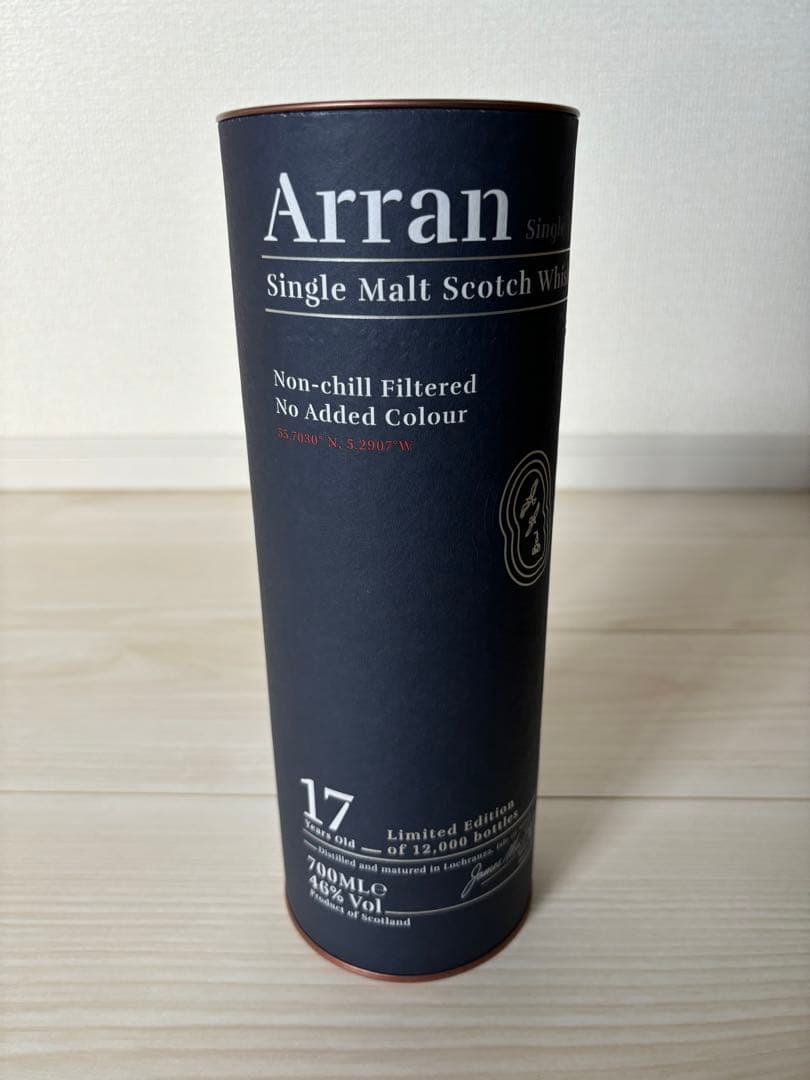 Arran
Single Malt Scotch
Non-chill Filtered
No Added Colour
55.7030° N, 5.2907°W
17
Years Old
Limited Edition
of 12,000 bottles
Distilled and matured in Lochranza,
700ML℮
46% Vol
Product of Scotland